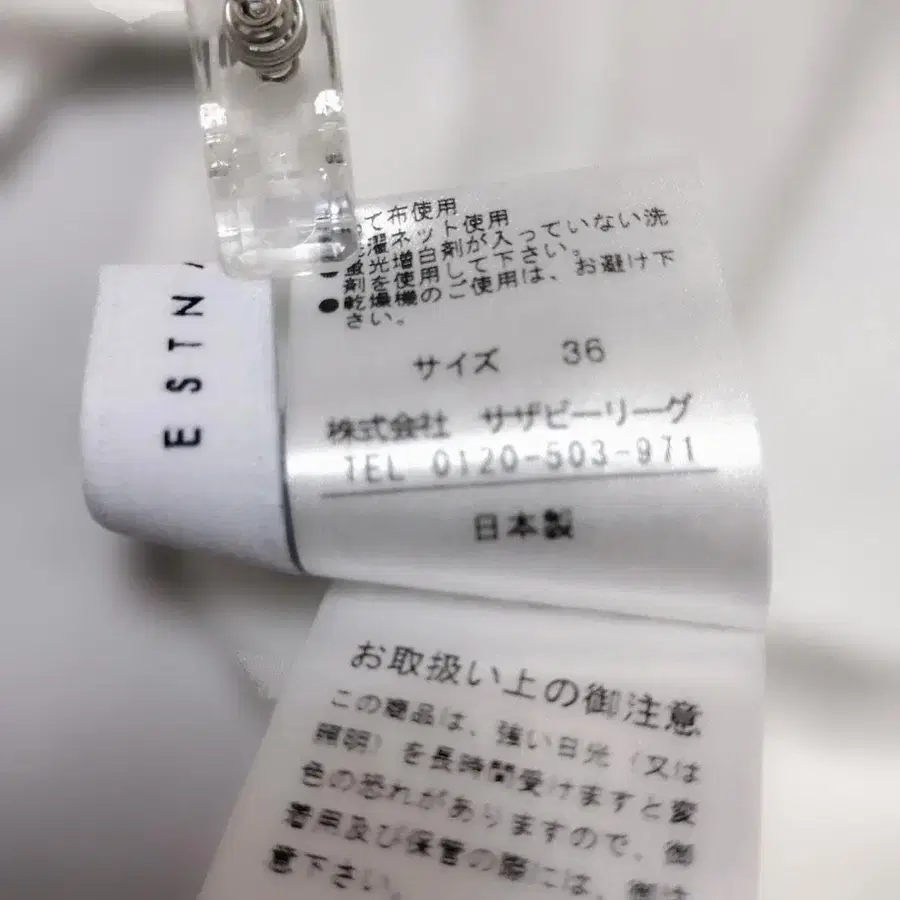 ESTN
て布使用
洗濯ネット使用
蛍光増白剤が入っていない洗
剤を使用して下さい。
●乾燥機のご使用は、お避け下
さい。
サイズ 36
株式会社 サザビーリーグ
TEL 0120-503-971
日本製
お取扱い上の御注意
この商品は、強い日光（又は
照明）を長時間受けますと変
色の恐れがありますので、御
着用及び保管の際には、御注
意下さい。